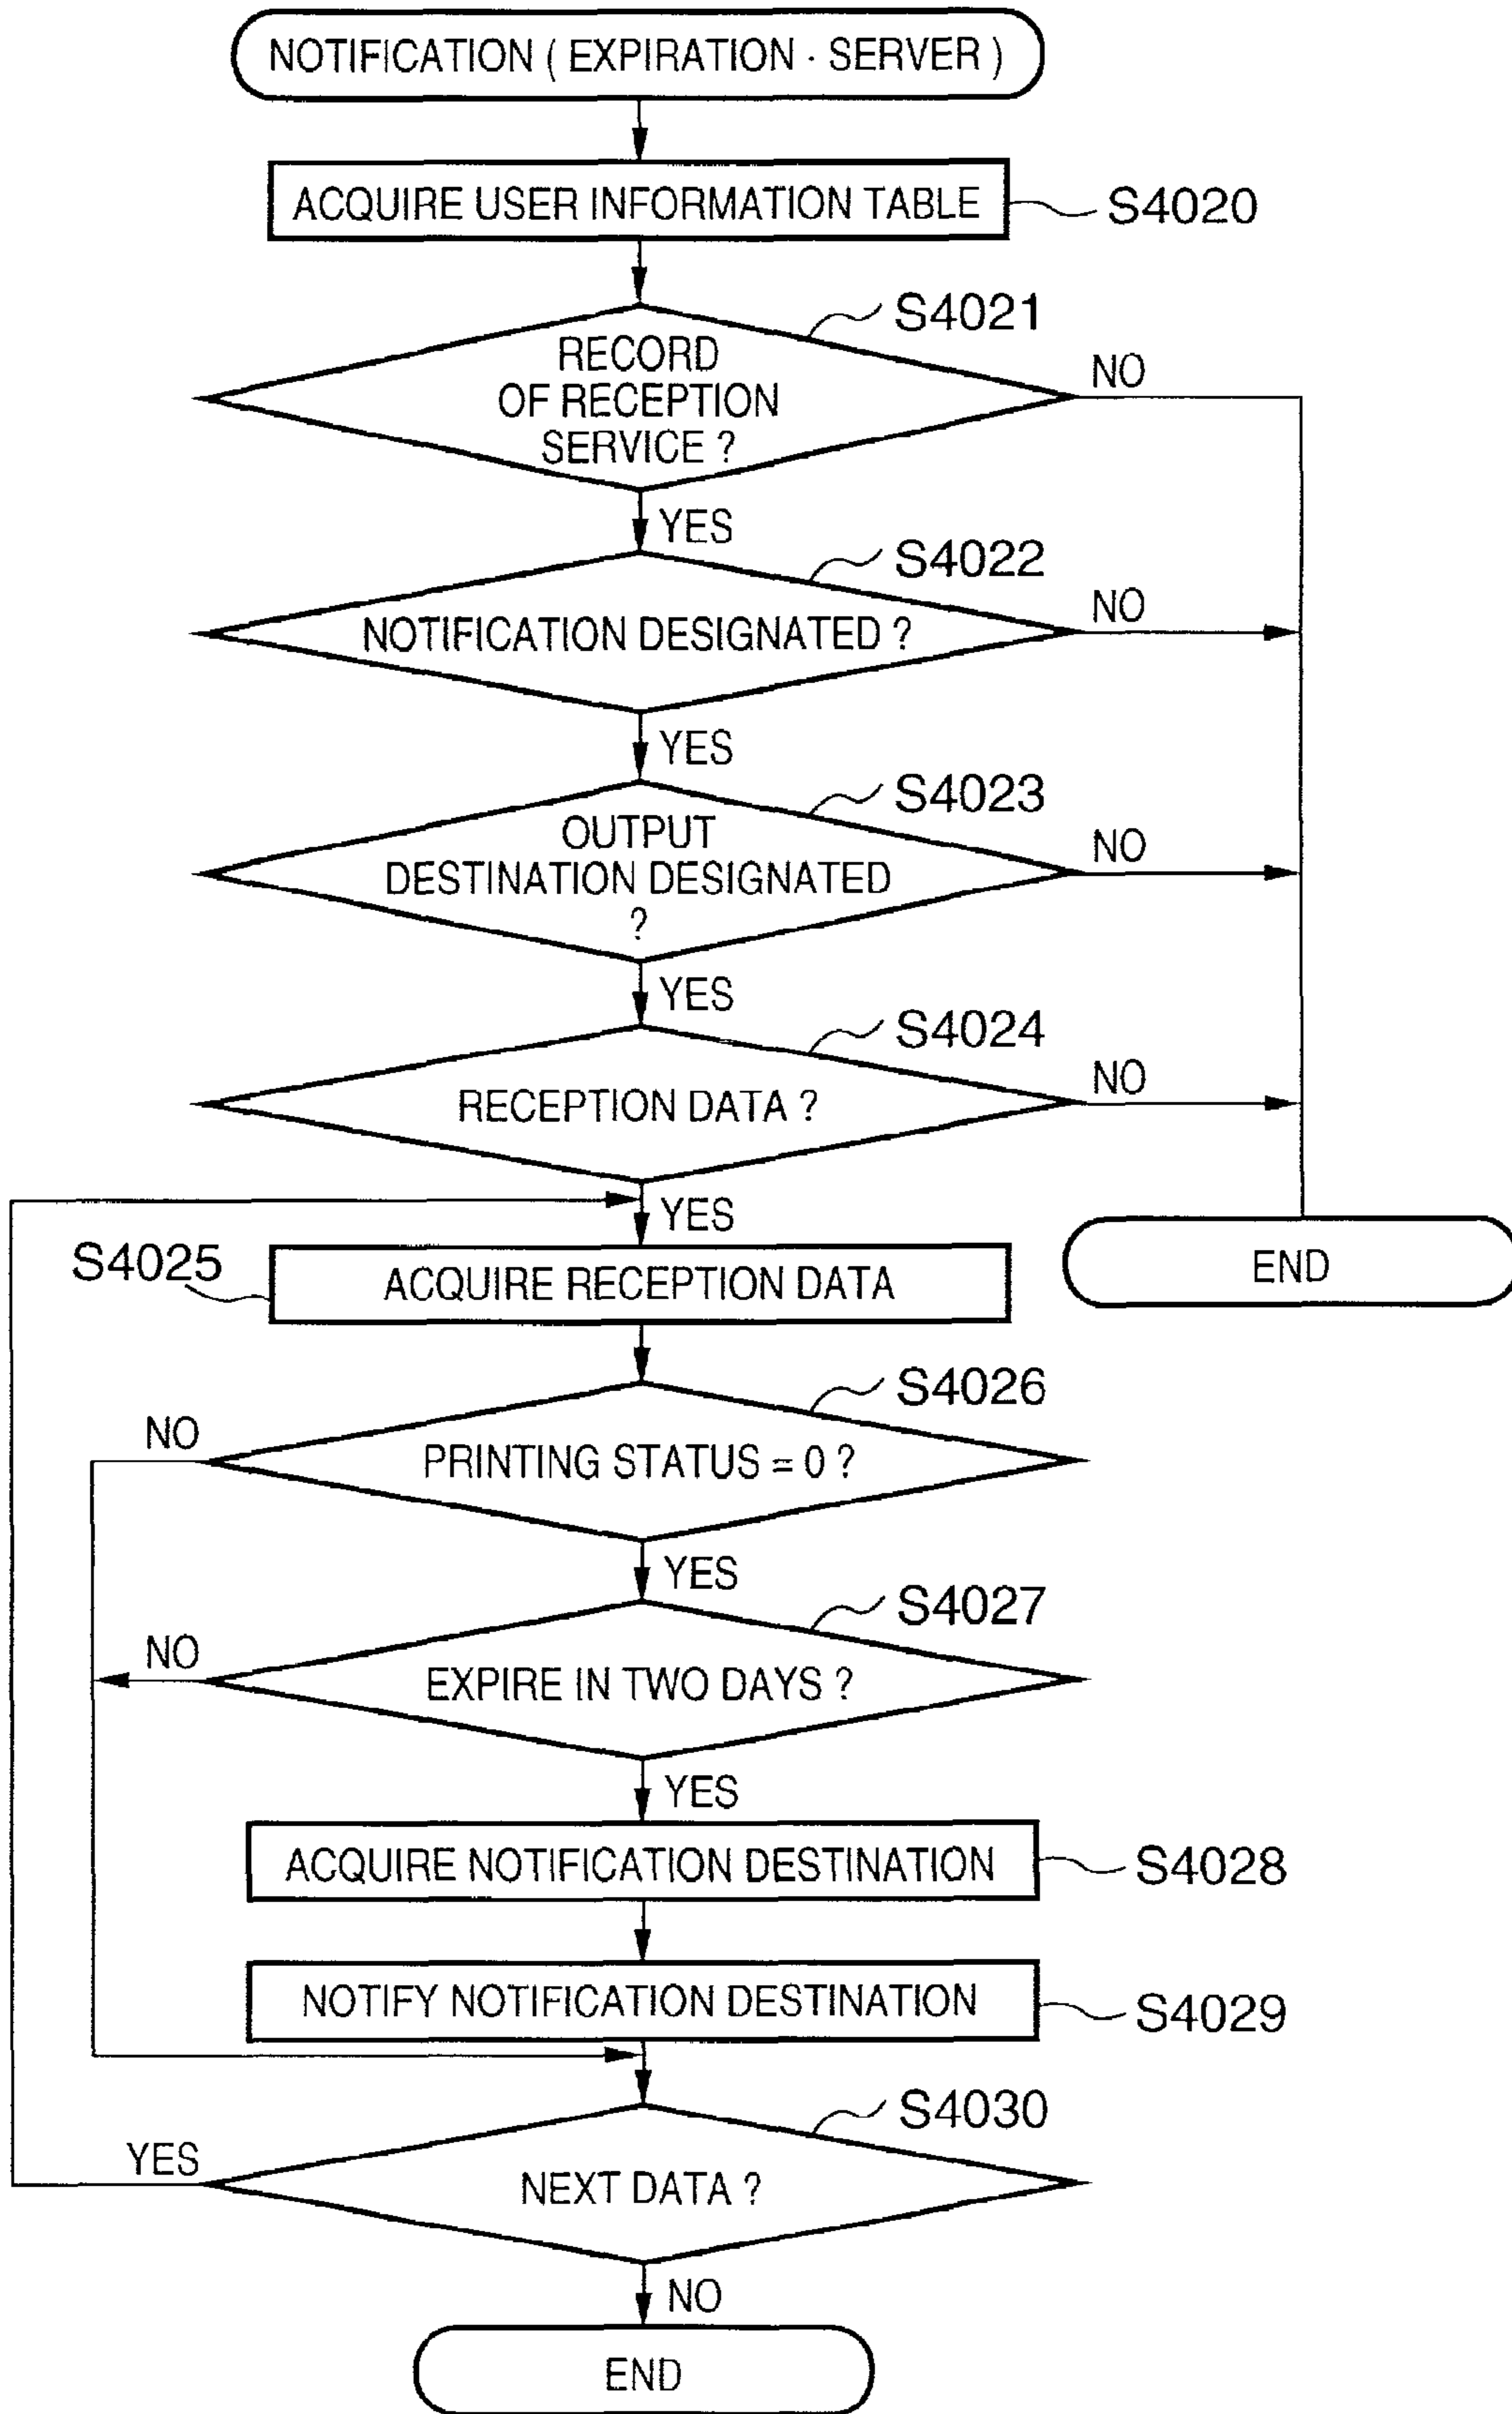 NOTIFICATION ( EXPIRATION · SERVER )
ACQUIRE USER INFORMATION TABLE
S4020
S4021
RECORD
OF RECEPTION
SERVICE ?
NO
YES
S4022
NOTIFICATION DESIGNATED ?
NO
YES
S4023
OUTPUT
DESTINATION DESIGNATED
?
NO
YES
S4024
RECEPTION DATA ?
NO
YES
S4025
ACQUIRE RECEPTION DATA
END
S4026
NO
PRINTING STATUS = 0 ?
YES
S4027
NO
EXPIRE IN TWO DAYS ?
YES
ACQUIRE NOTIFICATION DESTINATION
S4028
NOTIFY NOTIFICATION DESTINATION
S4029
S4030
YES
NEXT DATA ?
NO
END